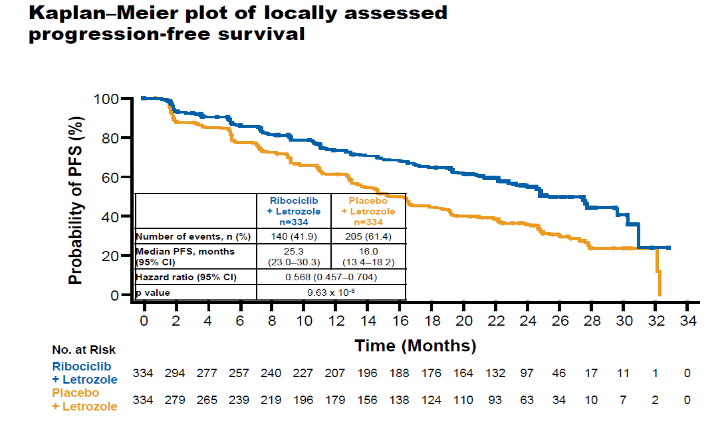 Kaplan–Meier plot of locally assessed
progression-free survival
Probability of PFS (%)
100
80
60
40
20
0
Ribociclib + Letrozole n=334 Placebo + Letrozole n=334
Number of events, n (%) 140 (41.9) 205 (61.4)
Median PFS, months (95% CI) 25.3 (23.0–30.3) 16.0 (13.4–18.2)
Hazard ratio (95% CI) 0.568 (0.457–0.704)
p value 9.63 x 10⁻⁸
0 2 4 6 8 10 12 14 16 18 20 22 24 26 28 30 32 34
Time (Months)
No. at Risk
Ribociclib
+ Letrozole 334 294 277 257 240 227 207 196 188 176 164 132 97 46 17 11 1 0
Placebo
+ Letrozole 334 279 265 239 219 196 179 156 138 124 110 93 63 34 10 7 2 0